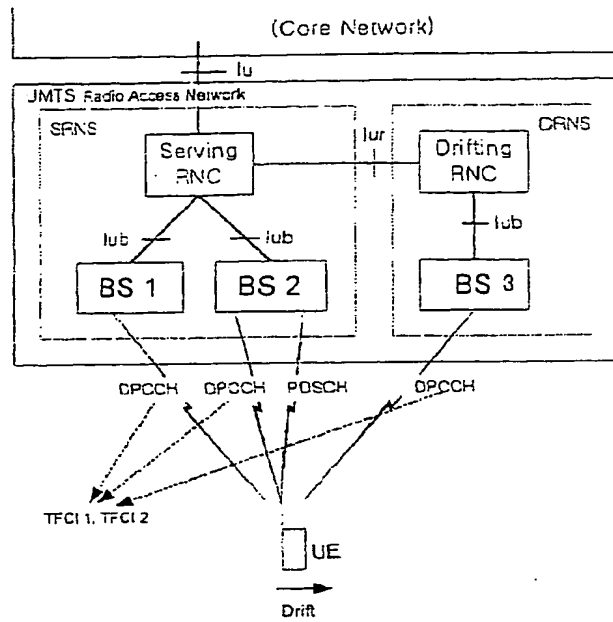 (Core Network)
Iu
JMTS Radio Access Network
SRNS
DRNS
Serving
RNC
Iur
Drifting
RNC
Iub
Iub
Iub
BS 1
BS 2
BS 3
DPCCH
DPCCH
PDSCH
DPCCH
TFCI 1, TFCI 2
UE
Drift